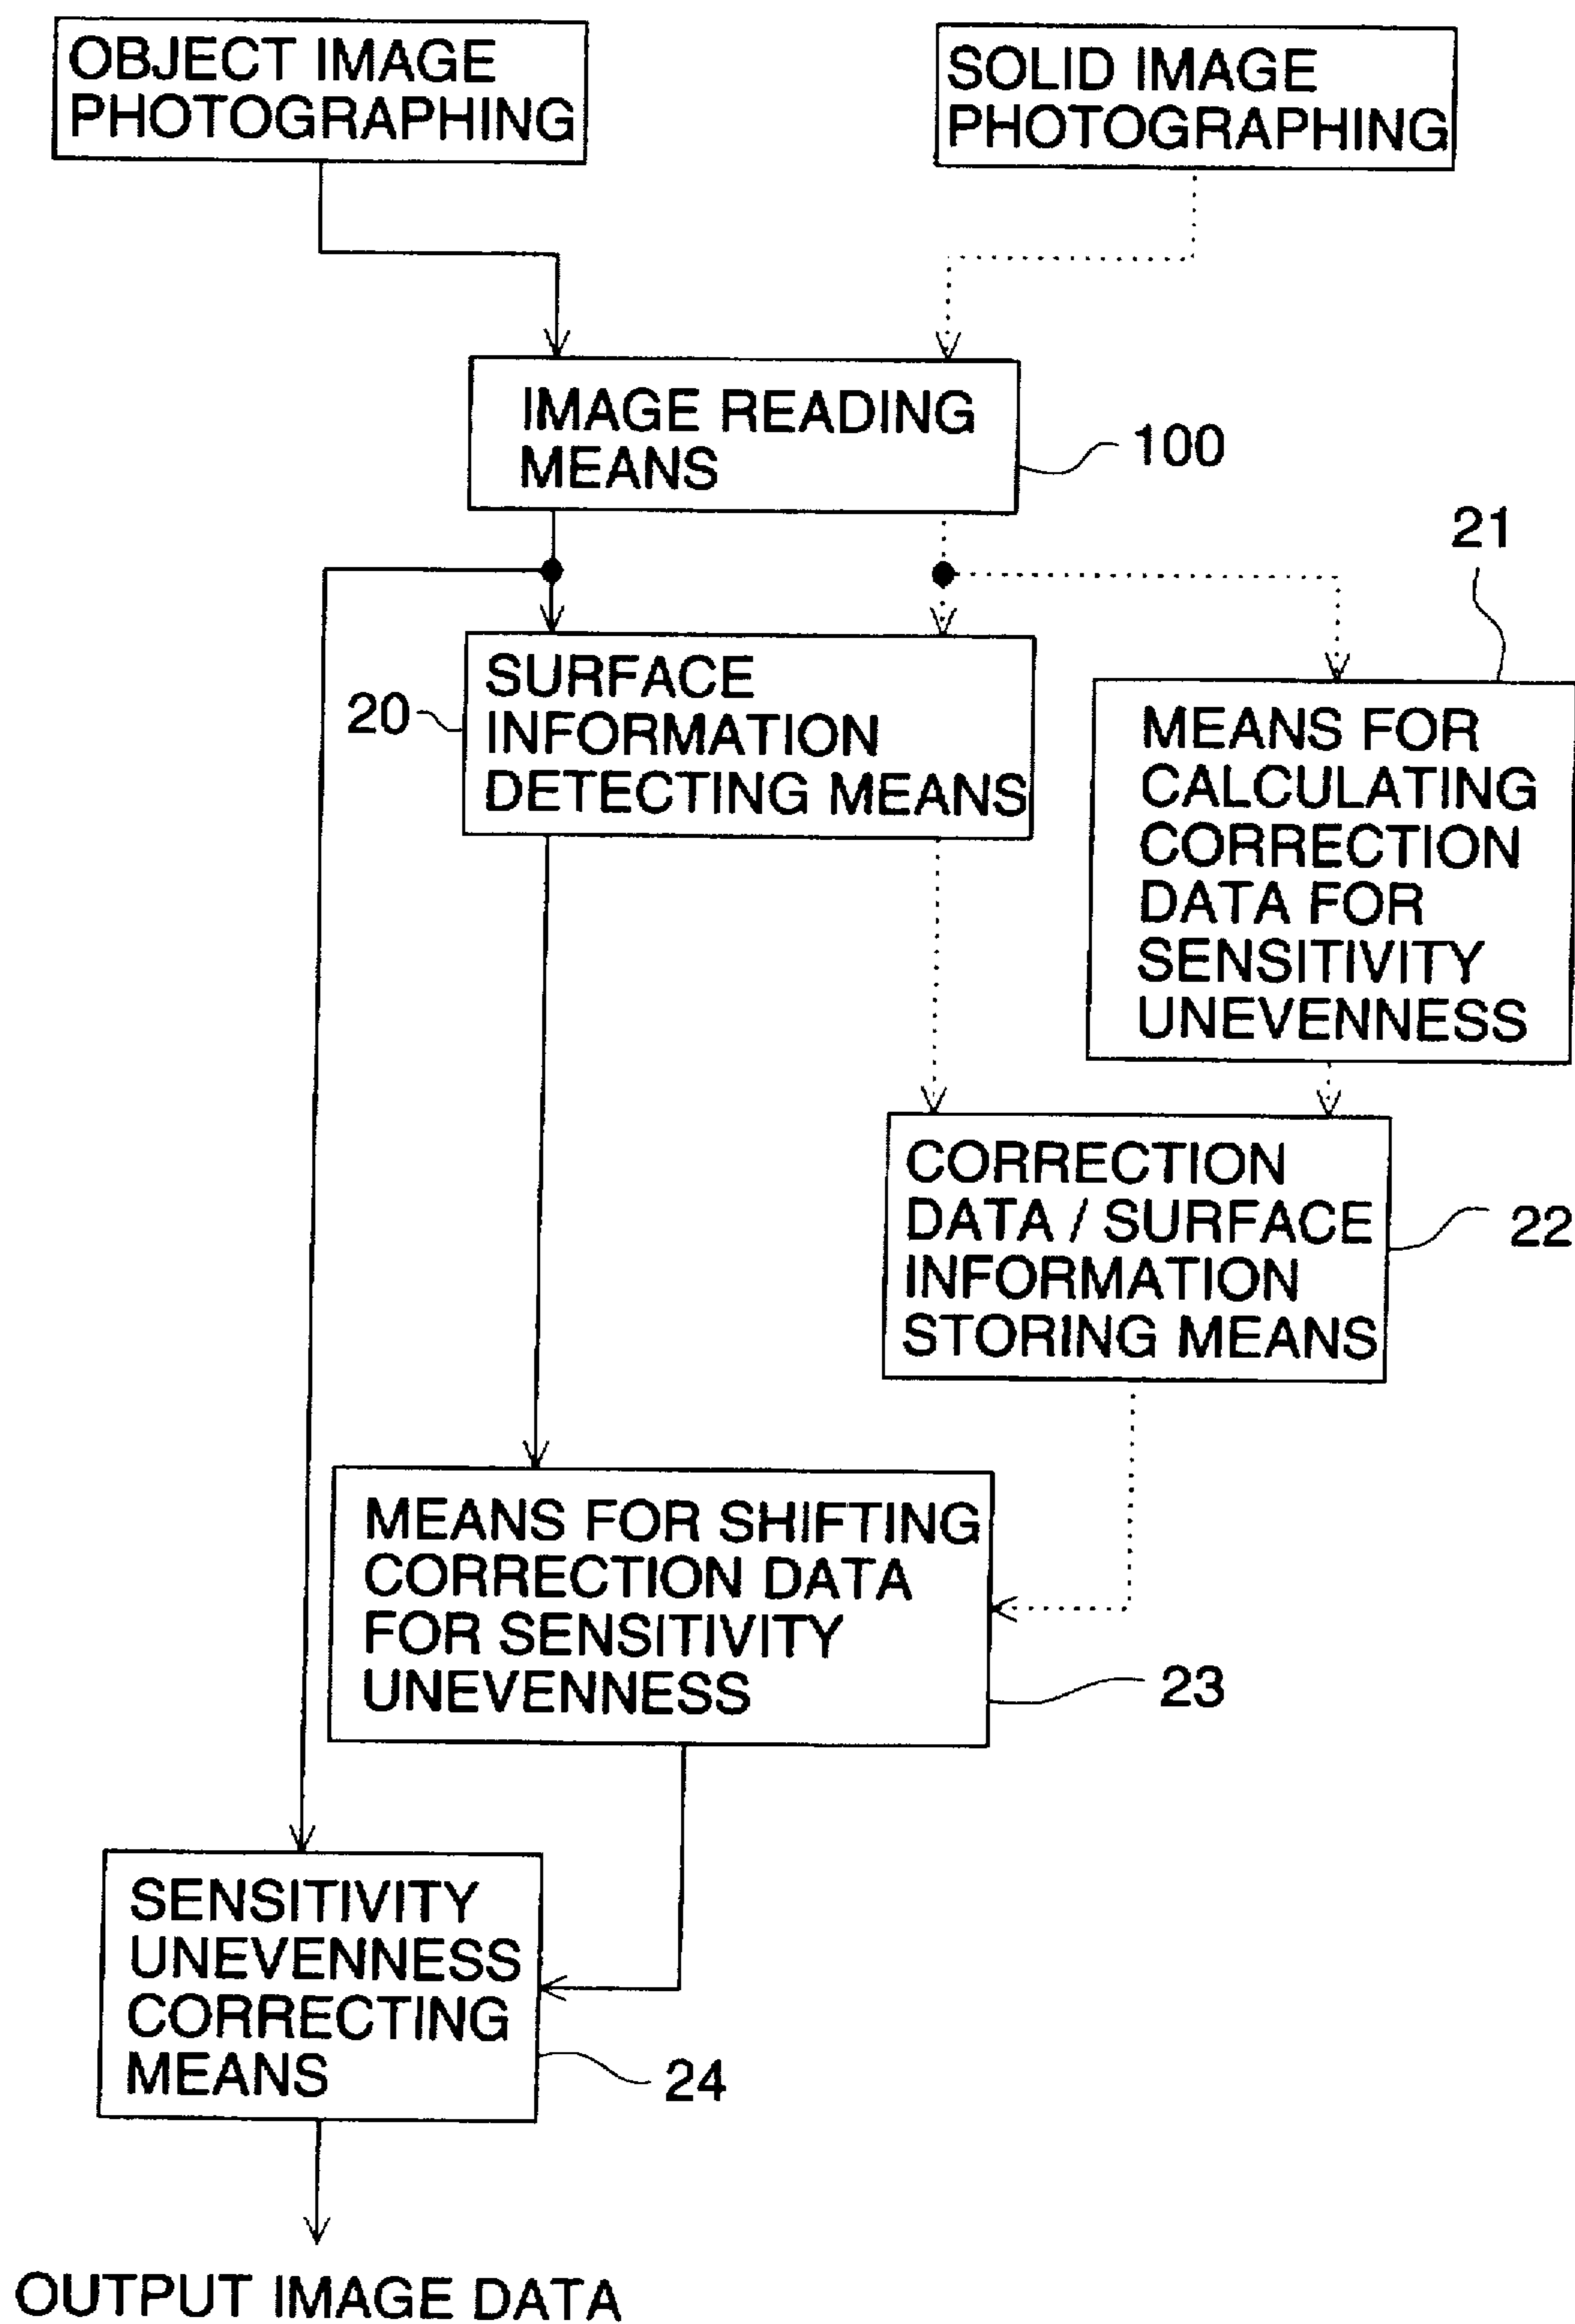 OBJECT IMAGE
PHOTOGRAPHING
SOLID IMAGE
PHOTOGRAPHING
IMAGE READING
MEANS
100
21
20
SURFACE
INFORMATION
DETECTING MEANS
MEANS FOR
CALCULATING
CORRECTION
DATA FOR
SENSITIVITY
UNEVENNESS
CORRECTION
DATA / SURFACE
INFORMATION
STORING MEANS
22
MEANS FOR SHIFTING
CORRECTION DATA
FOR SENSITIVITY
UNEVENNESS
23
SENSITIVITY
UNEVENNESS
CORRECTING
MEANS
24
OUTPUT IMAGE DATA